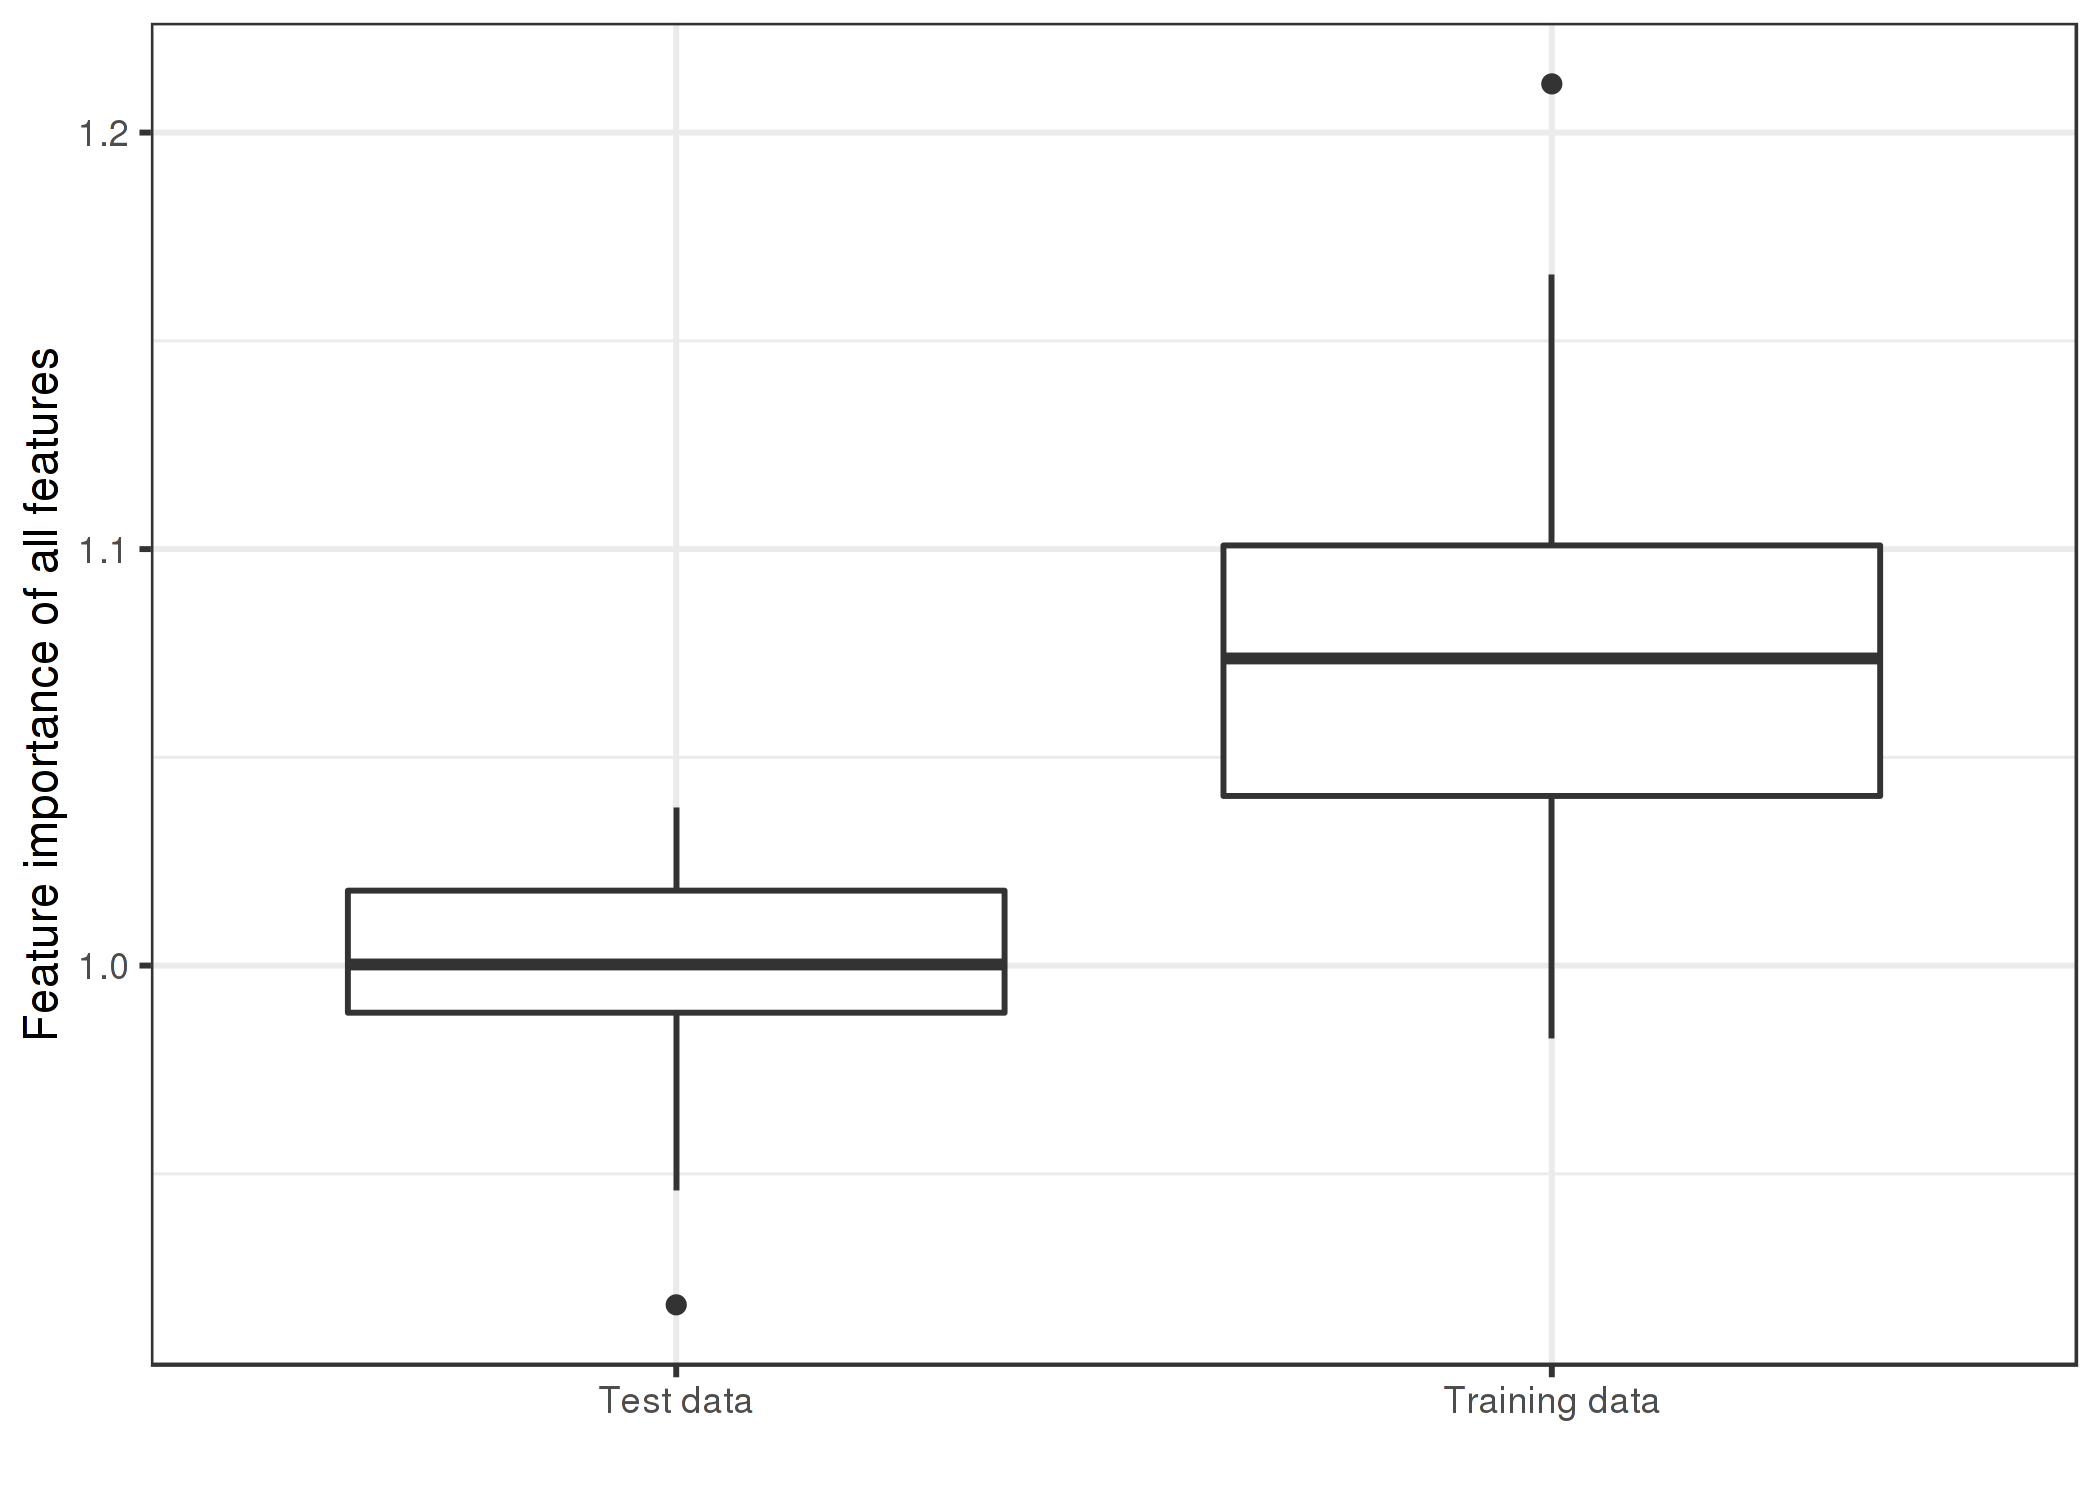 Feature importance of all features
1.2
1.1
1.0
Test data
Training data